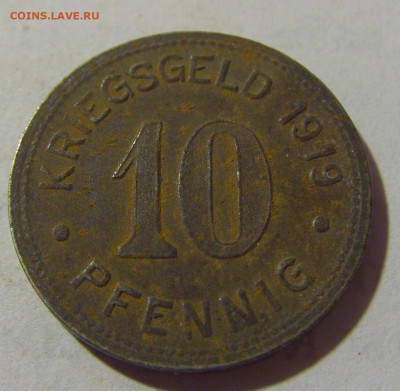 COINS.LAVE.RU
• KRIEGSGELD 1919 •
10
PFENNIG